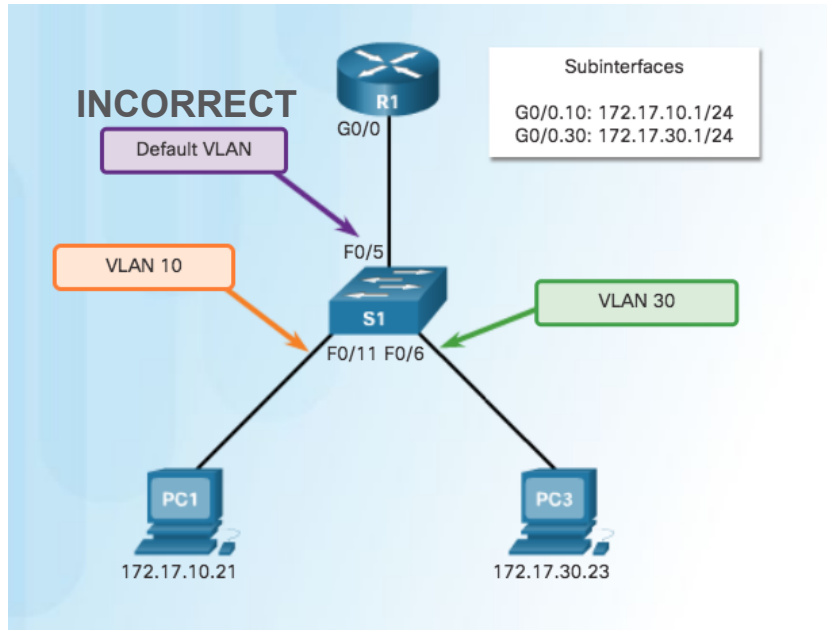 R1
G0/0
Subinterfaces
G0/0.10: 172.17.10.1/24
G0/0.30: 172.17.30.1/24
INCORRECT
Default VLAN
F0/5
VLAN 10
VLAN 30
S1
F0/11 F0/6
PC1
PC3
172.17.10.21
172.17.30.23